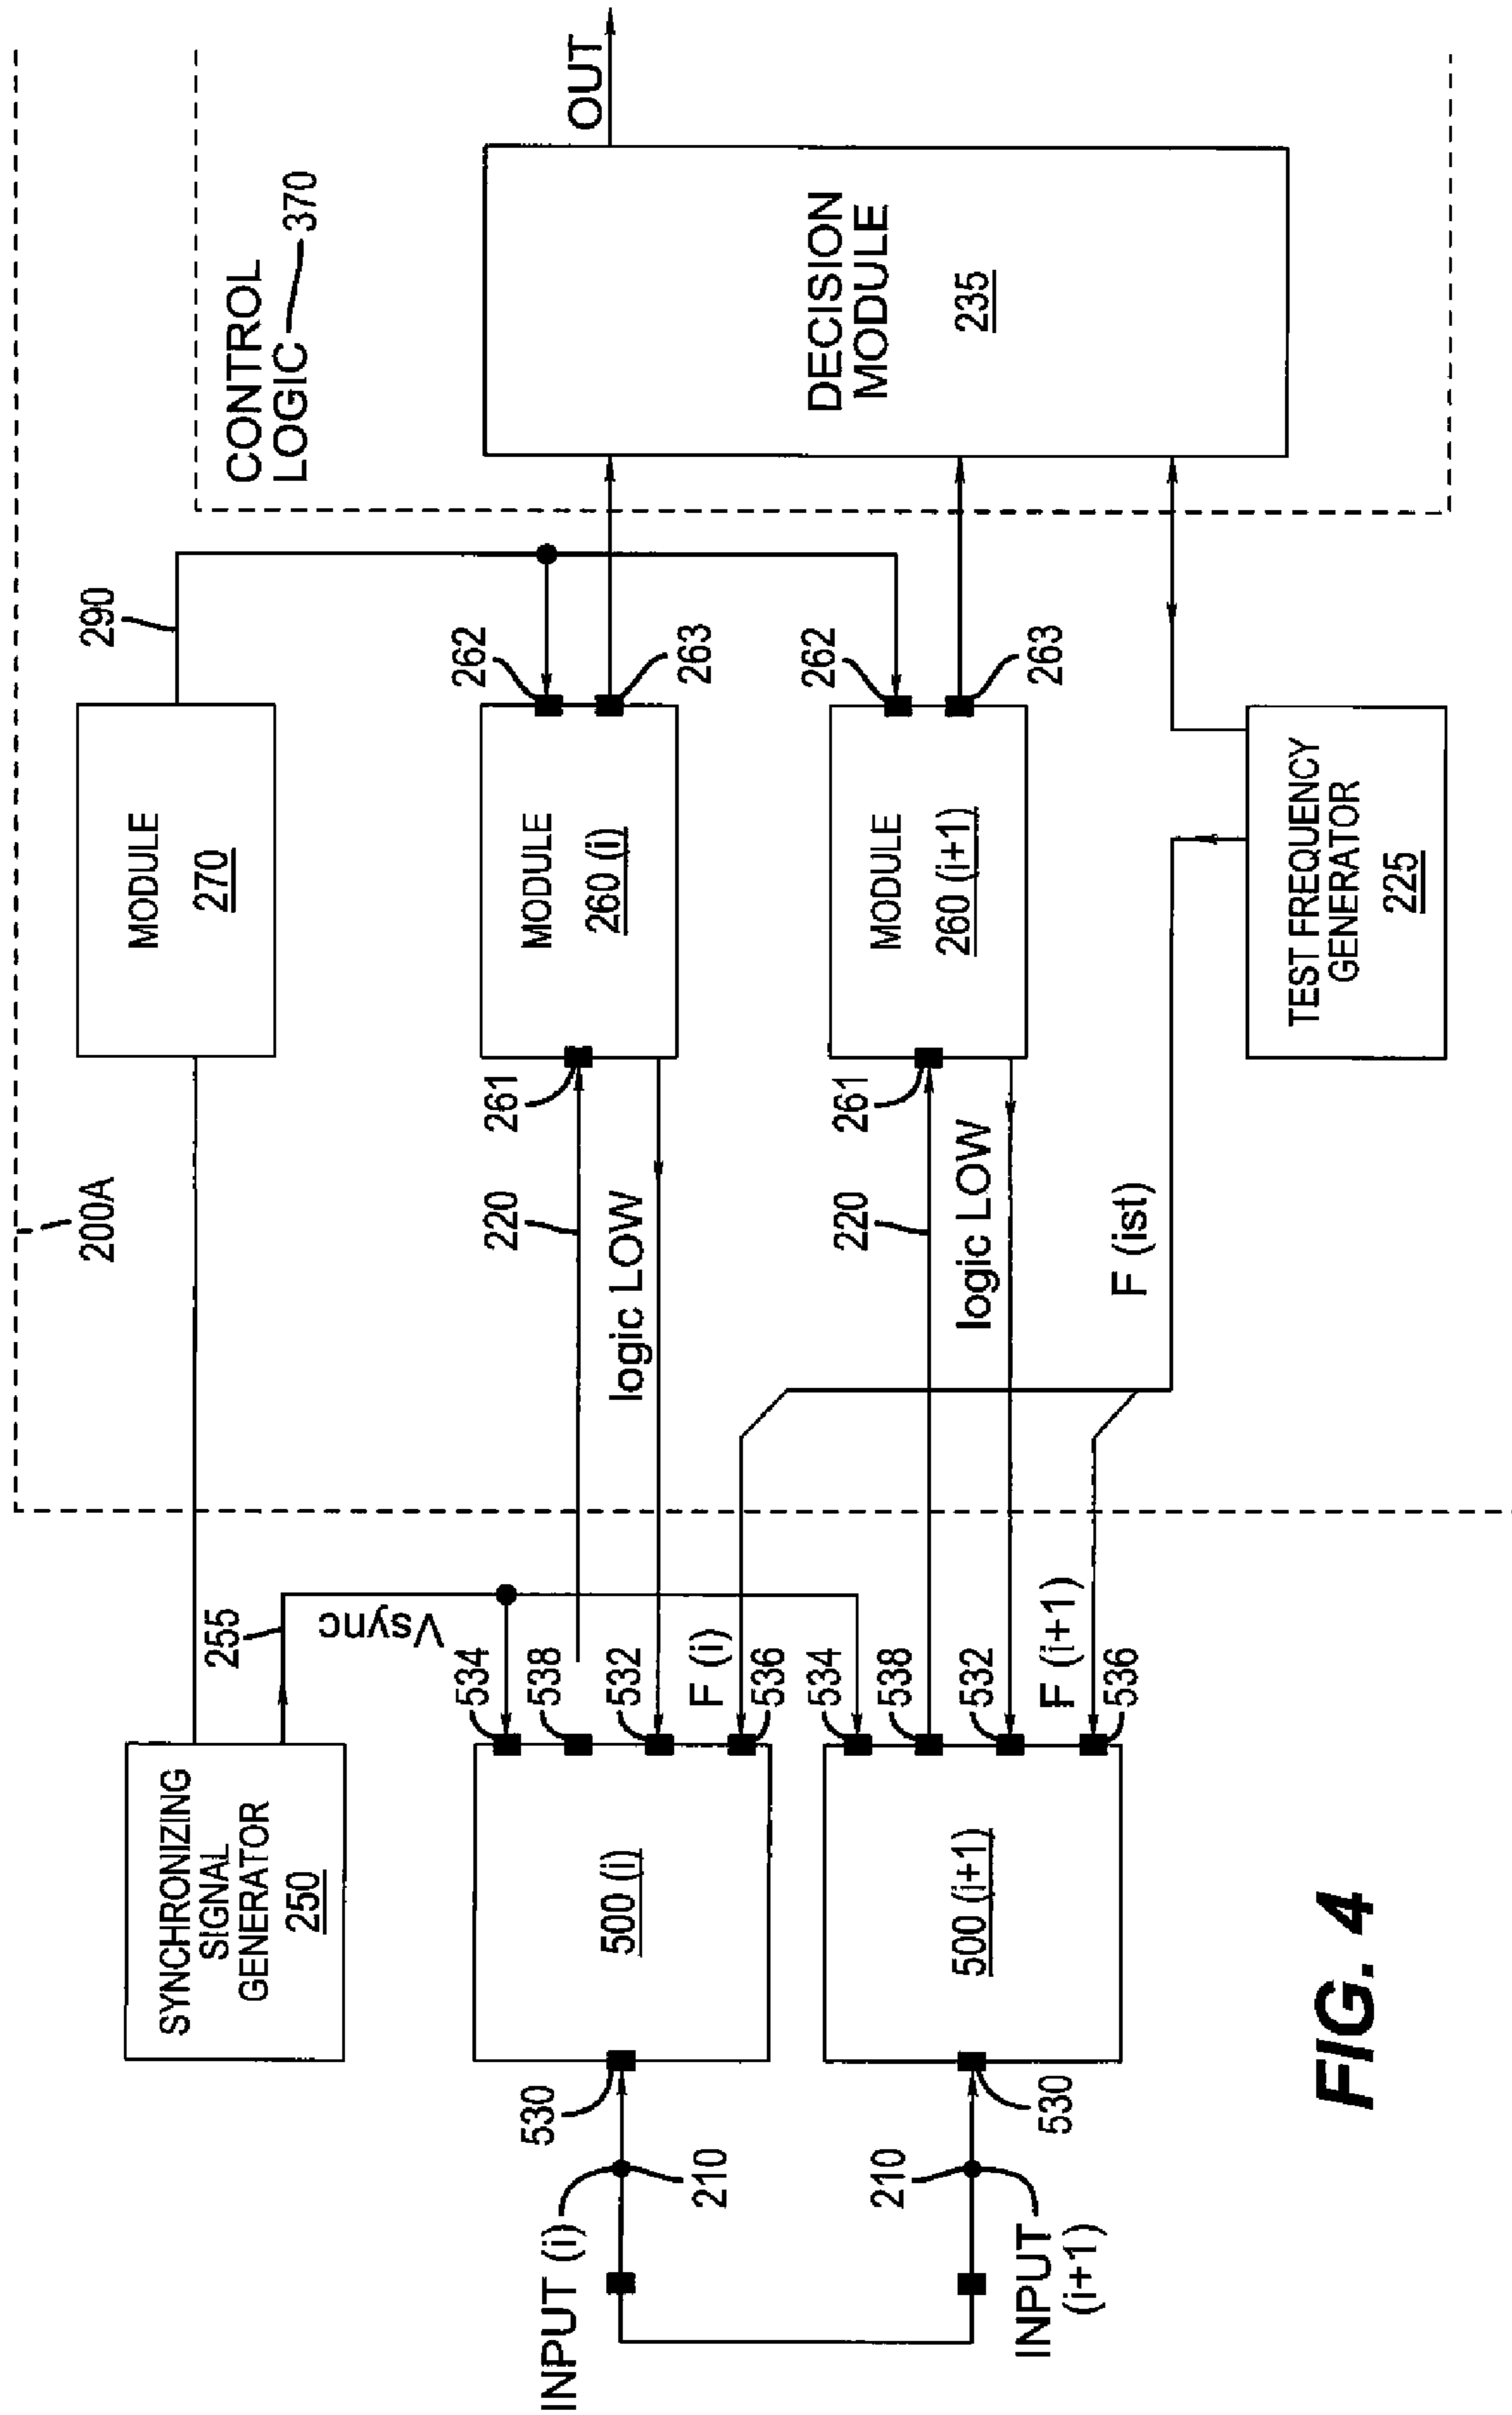 200A
CONTROL
LOGIC 370
290
MODULE
270
SYNCHRONIZING
SIGNAL
GENERATOR
250
255
Vsync
262
263
MODULE
260 (i)
261
220
logic LOW
534
538
532
F (i)
536
500 (i)
530
INPUT (i)
210
DECISION
MODULE
235
OUT
262
263
MODULE
260 (i+1)
261
220
logic LOW
534
538
532
F (i+1)
536
500 (i+1)
530
210
INPUT
(i+1)
F (ist)
TEST FREQUENCY
GENERATOR
225
FIG. 4